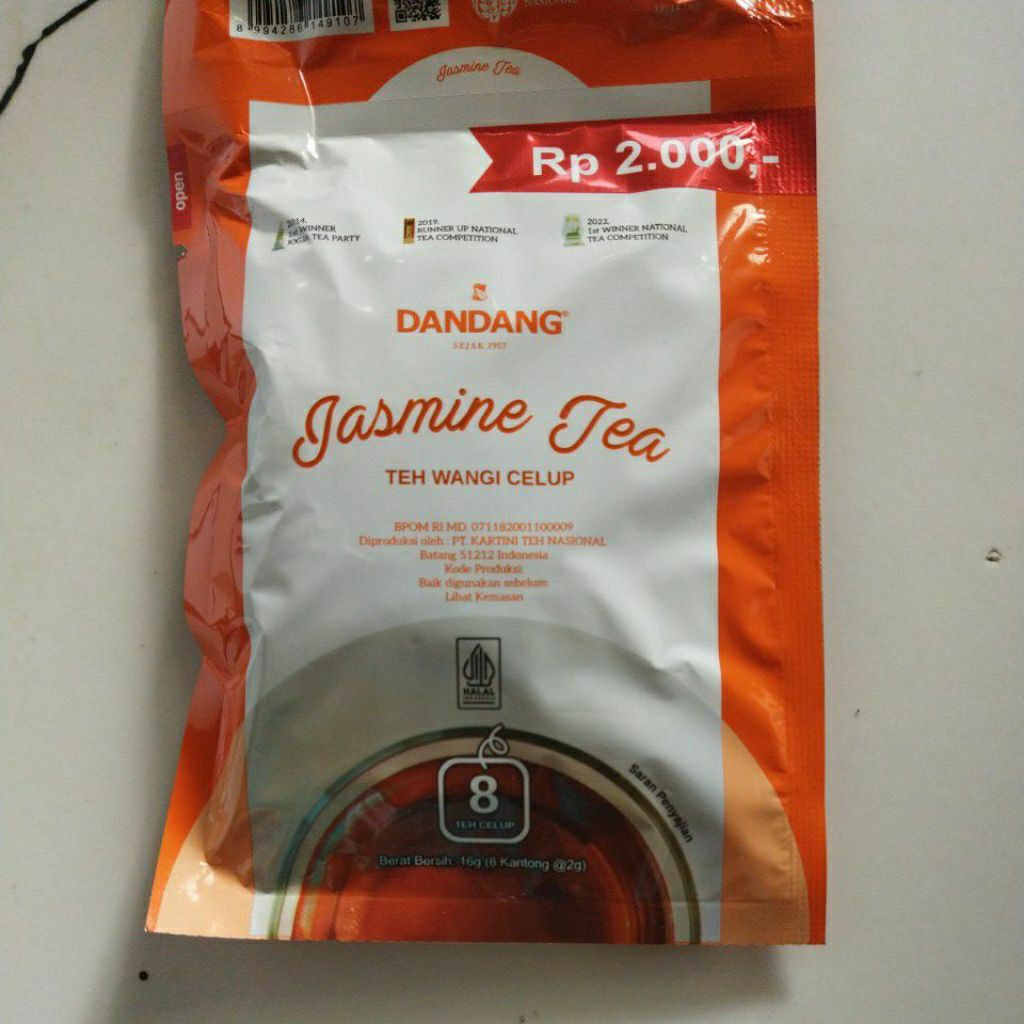 8 994286 149107
NASIONAL
Jasmine Tea
Rp 2.000,-
open
2014.
1st WINNER
JOGJA TEA PARTY
2019.
RUNNER UP NATIONAL
TEA COMPETITION
2022.
1st WINNER NATIONAL
TEA COMPETITION
DANDANG®
SEJAK 1957
Jasmine Tea
TEH WANGI CELUP
BPOM RI MD. 071182001100009
Diproduksi oleh : PT. KARTINI TEH NASIONAL
Batang 51212 Indonesia
Kode Produksi:
Baik digunakan sebelum:
Lihat Kemasan
HALAL
INDONESIA
8
TEH CELUP
Saran Penyajian
Berat Bersih: 16g (8 Kantong @2g)